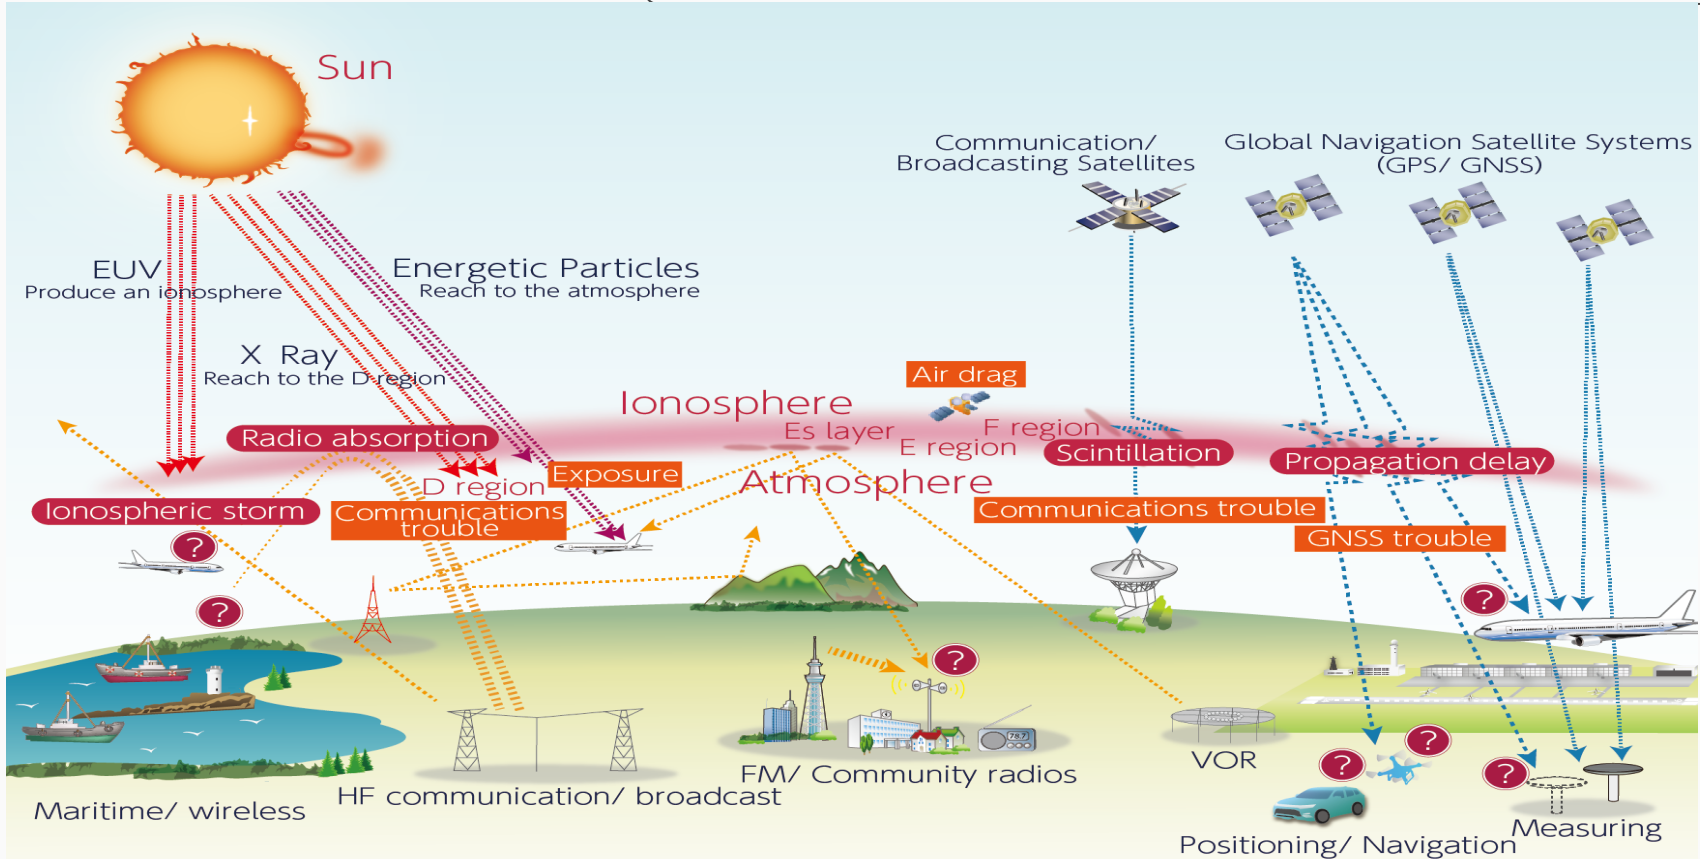 Sun
Communication/
Broadcasting Satellites
Global Navigation Satellite Systems
(GPS/ GNSS)
EUV
Produce an ionosphere
Energetic Particles
Reach to the atmosphere
X Ray
Reach to the D region
Air drag
Ionosphere
Es layer
F region
E region
Radio absorption
Scintillation
Propagation delay
Exposure
D region
Atmosphere
Ionospheric storm
Communications
trouble
Communications trouble
GNSS trouble
?
?
?
?
78.7
?
?
?
VOR
FM/ Community radios
HF communication/ broadcast
Maritime/ wireless
Measuring
Positioning/ Navigation